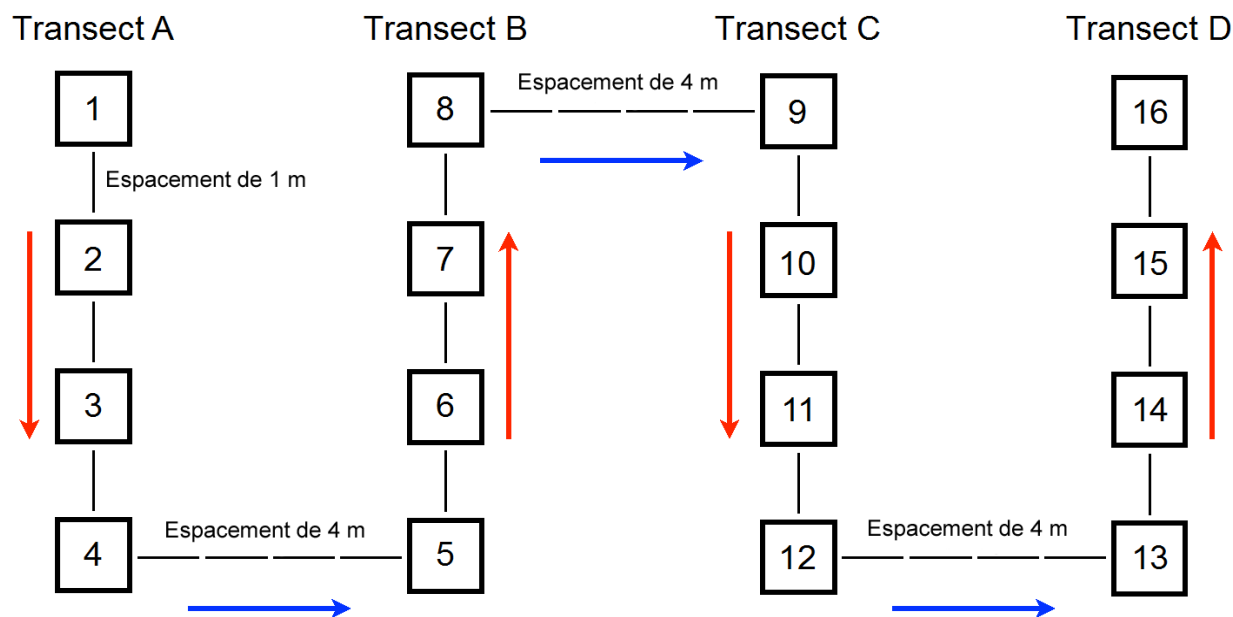 Transect A Transect B Transect C Transect D
1 8 Espacement de 4 m 9 16
Espacement de 1 m
2 7 10 15
3 6 11 14
4 Espacement de 4 m 5 12 Espacement de 4 m 13